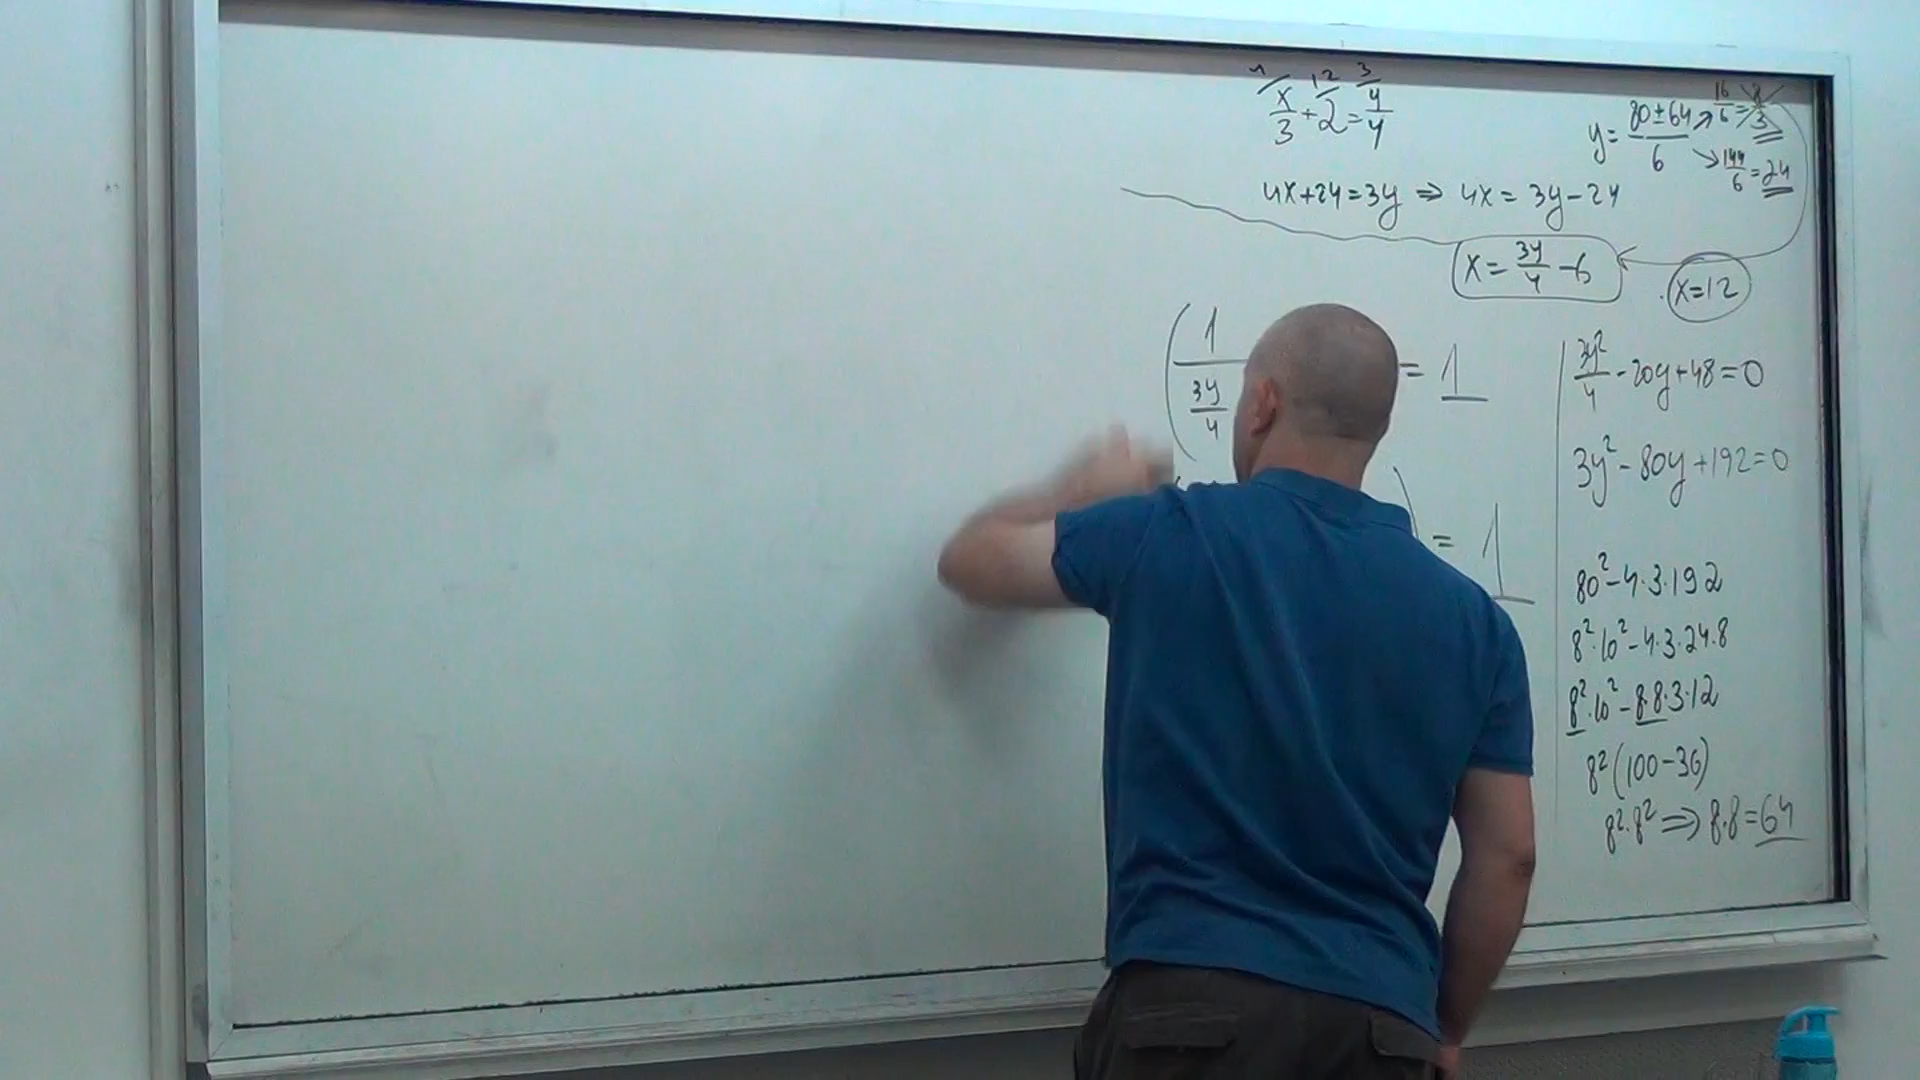 1 12 3
x/3 + 2 = y/4
4x+24=3y ⇒ 4x = 3y-24
x = 3y/4 - 6
y = 80±64/6 ↗ 16/6 = 8/3
↘ 144/6 = 24
x=12
( 1
3y/4
= 1
) = 1
3y²/4 - 20y+48=0
3y² - 80y+192=0
80²-4·3·192
8²·10²-4·3·24·8
8²·10²-8·8·3·12
8²(100-36)
8²·8² ⇒ 8·8=64